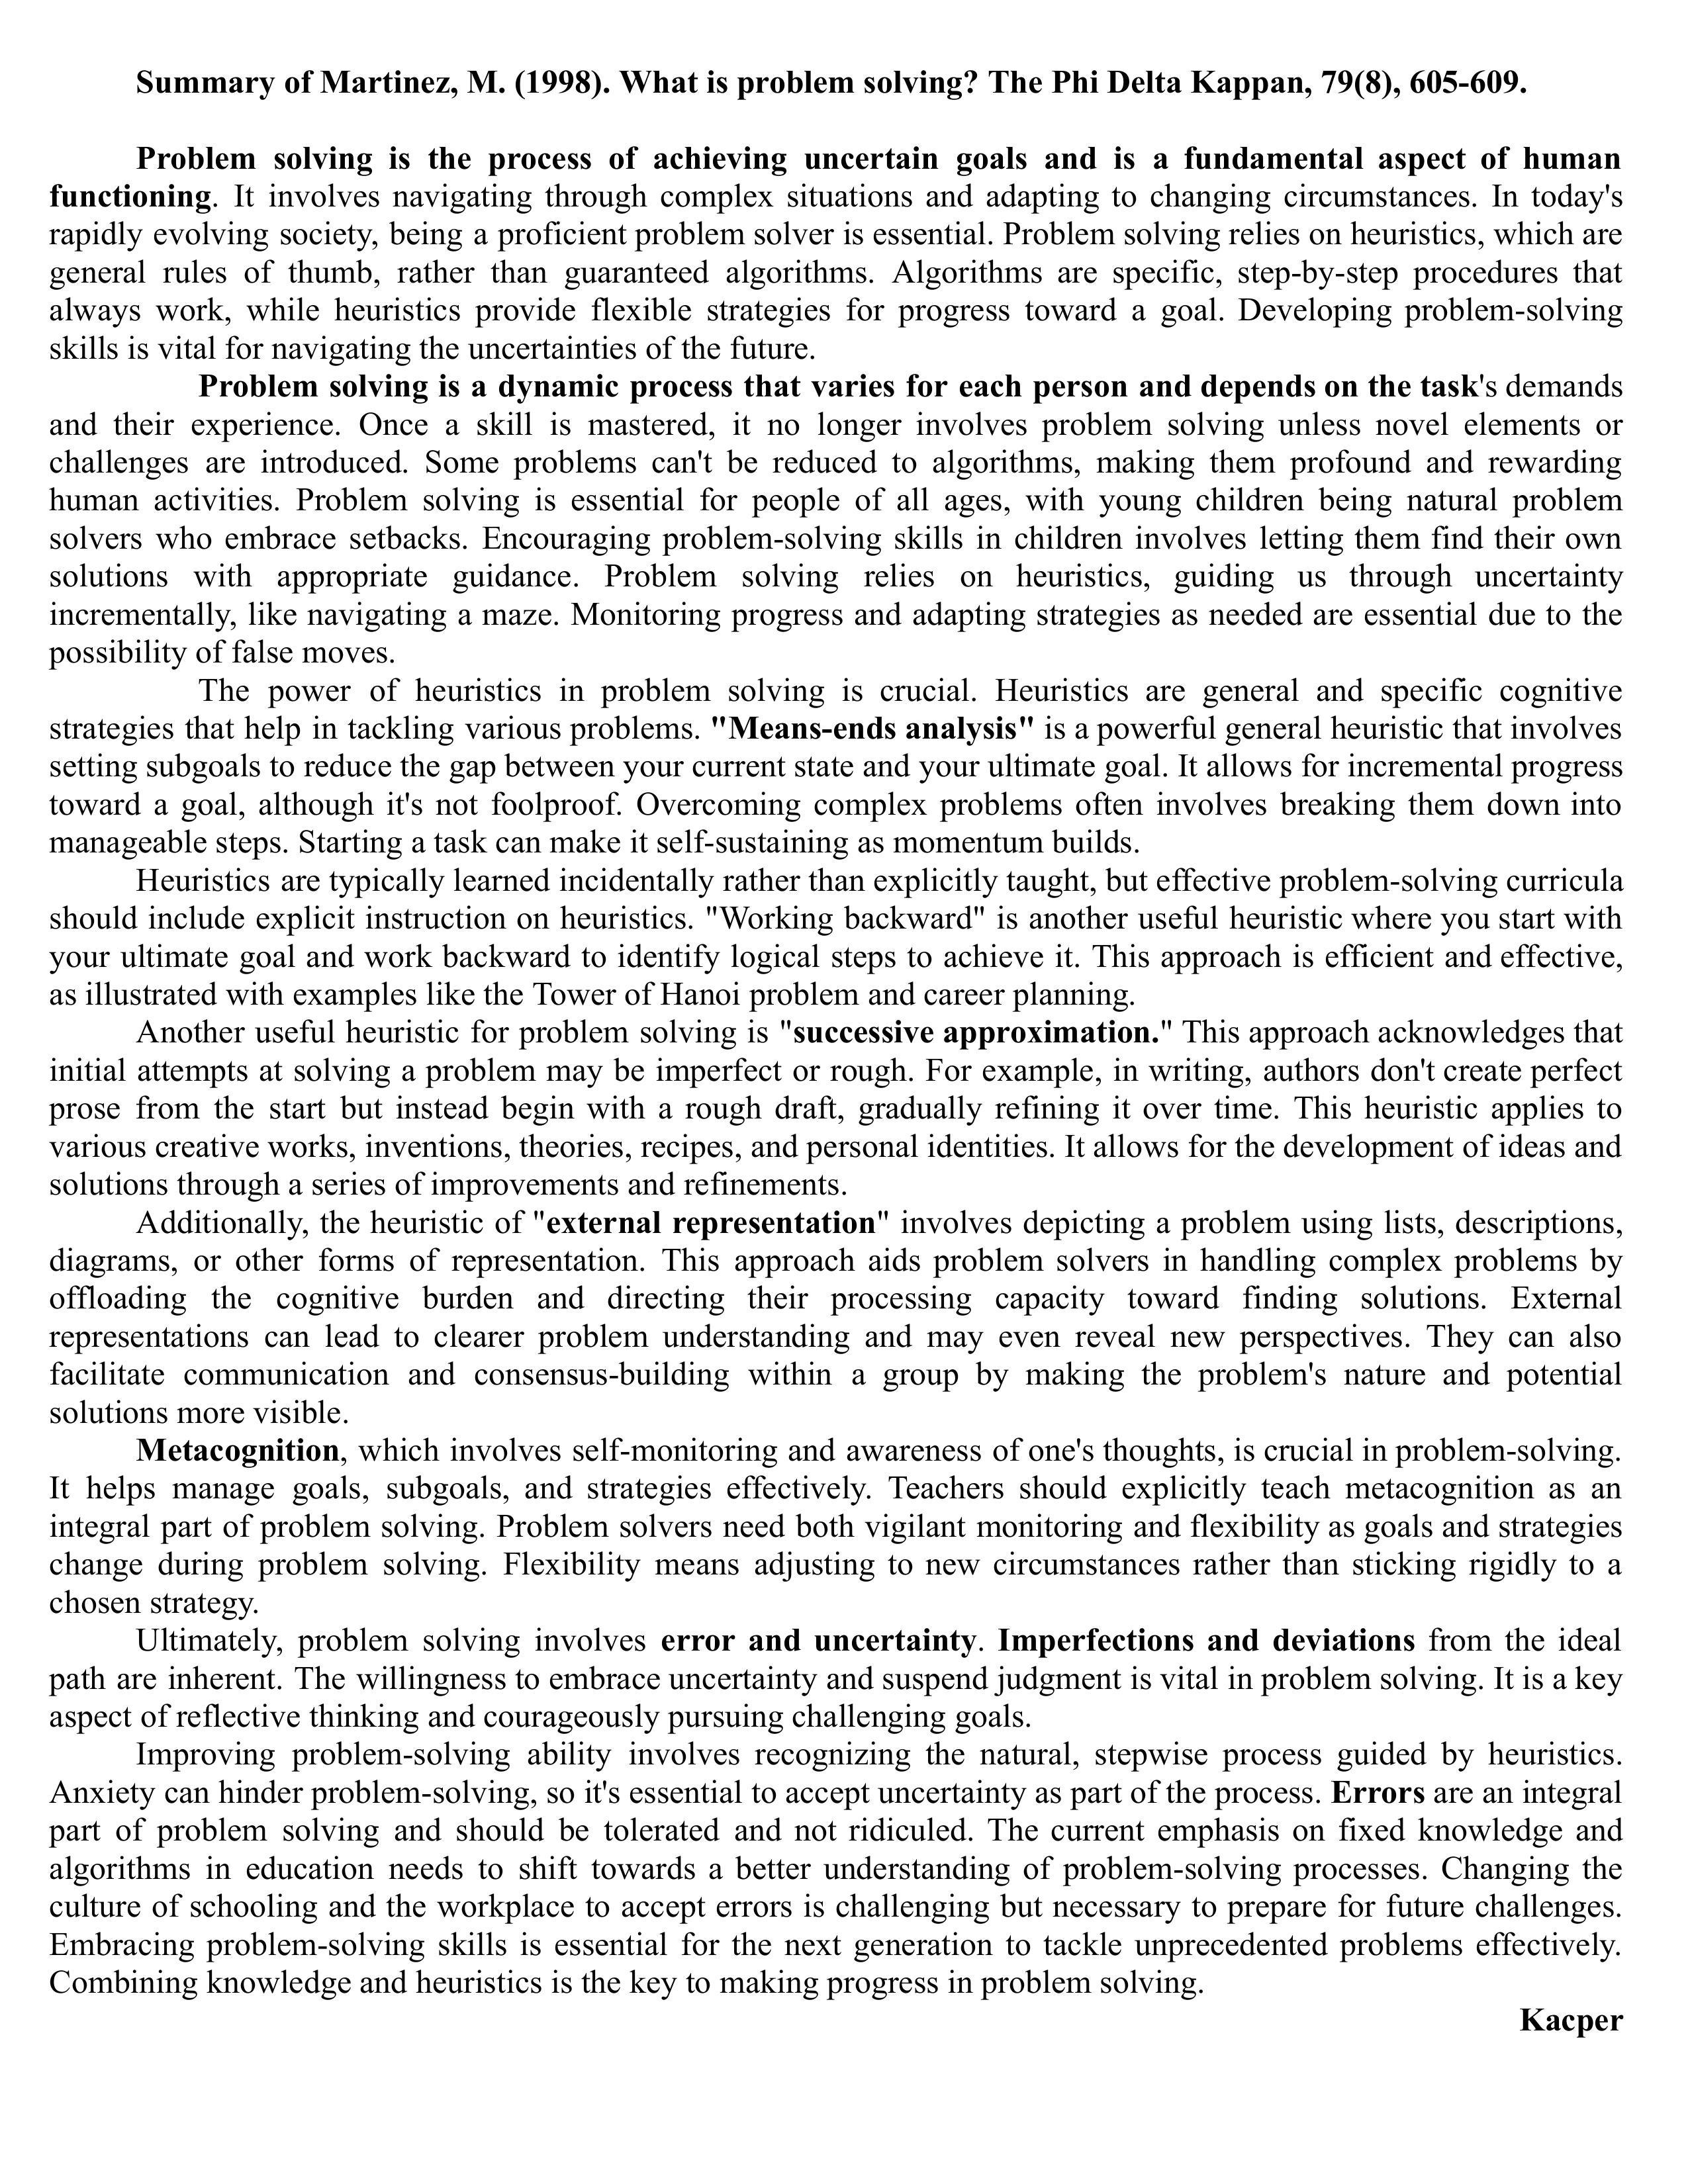 Summary of Martinez, M. (1998). What is problem solving? The Phi Delta Kappan, 79(8), 605-609.
Problem solving is the process of achieving uncertain goals and is a fundamental aspect of human
functioning. It involves navigating through complex situations and adapting to changing circumstances. In today's
rapidly evolving society, being a proficient problem solver is essential. Problem solving relies on heuristics, which are
general rules of thumb, rather than guaranteed algorithms. Algorithms are specific, step-by-step procedures that
always work, while heuristics provide flexible strategies for progress toward a goal. Developing problem-solving
skills is vital for navigating the uncertainties of the future.
Problem solving is a dynamic process that varies for each person and depends on the task's demands
and their experience. Once a skill is mastered, it no longer involves problem solving unless novel elements or
challenges are introduced. Some problems can't be reduced to algorithms, making them profound and rewarding
human activities. Problem solving is essential for people of all ages, with young children being natural problem
solvers who embrace setbacks. Encouraging problem-solving skills in children involves letting them find their own
solutions with appropriate guidance. Problem solving relies on heuristics, guiding us through uncertainty
incrementally, like navigating a maze. Monitoring progress and adapting strategies as needed are essential due to the
possibility of false moves.
The power of heuristics in problem solving is crucial. Heuristics are general and specific cognitive
strategies that help in tackling various problems. "Means-ends analysis" is a powerful general heuristic that involves
setting subgoals to reduce the gap between your current state and your ultimate goal. It allows for incremental progress
toward a goal, although it's not foolproof. Overcoming complex problems often involves breaking them down into
manageable steps. Starting a task can make it self-sustaining as momentum builds.
Heuristics are typically learned incidentally rather than explicitly taught, but effective problem-solving curricula
should include explicit instruction on heuristics. "Working backward" is another useful heuristic where you start with
your ultimate goal and work backward to identify logical steps to achieve it. This approach is efficient and effective,
as illustrated with examples like the Tower of Hanoi problem and career planning.
Another useful heuristic for problem solving is "successive approximation." This approach acknowledges that
initial attempts at solving a problem may be imperfect or rough. For example, in writing, authors don't create perfect
prose from the start but instead begin with a rough draft, gradually refining it over time. This heuristic applies to
various creative works, inventions, theories, recipes, and personal identities. It allows for the development of ideas and
solutions through a series of improvements and refinements.
Additionally, the heuristic of "external representation" involves depicting a problem using lists, descriptions,
diagrams, or other forms of representation. This approach aids problem solvers in handling complex problems by
offloading the cognitive burden and directing their processing capacity toward finding solutions. External
representations can lead to clearer problem understanding and may even reveal new perspectives. They can also
facilitate communication and consensus-building within a group by making the problem's nature and potential
solutions more visible.
Metacognition, which involves self-monitoring and awareness of one's thoughts, is crucial in problem-solving.
It helps manage goals, subgoals, and strategies effectively. Teachers should explicitly teach metacognition as an
integral part of problem solving. Problem solvers need both vigilant monitoring and flexibility as goals and strategies
change during problem solving. Flexibility means adjusting to new circumstances rather than sticking rigidly to a
chosen strategy.
Ultimately, problem solving involves error and uncertainty. Imperfections and deviations from the ideal
path are inherent. The willingness to embrace uncertainty and suspend judgment is vital in problem solving. It is a key
aspect of reflective thinking and courageously pursuing challenging goals.
Improving problem-solving ability involves recognizing the natural, stepwise process guided by heuristics.
Anxiety can hinder problem-solving, so it's essential to accept uncertainty as part of the process. Errors are an integral
part of problem solving and should be tolerated and not ridiculed. The current emphasis on fixed knowledge and
algorithms in education needs to shift towards a better understanding of problem-solving processes. Changing the
culture of schooling and the workplace to accept errors is challenging but necessary to prepare for future challenges.
Embracing problem-solving skills is essential for the next generation to tackle unprecedented problems effectively.
Combining knowledge and heuristics is the key to making progress in problem solving.
Kacper